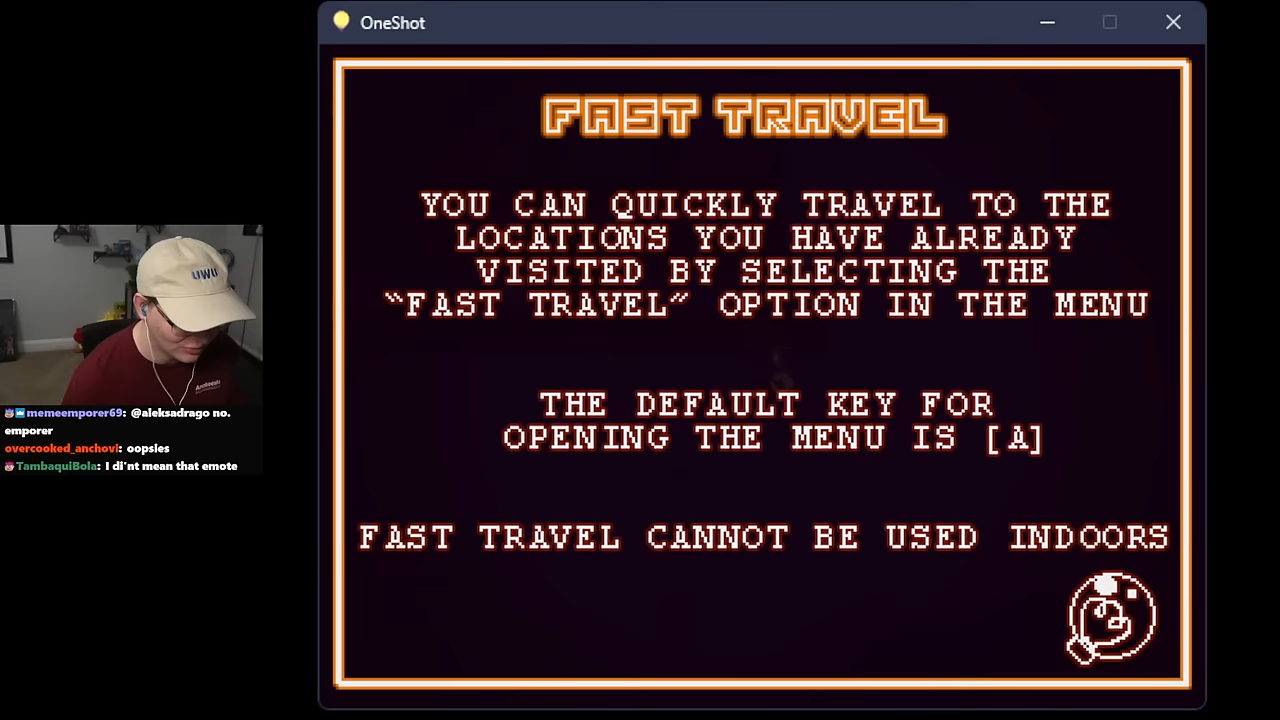 OneShot
FAST TRAVEL
YOU CAN QUICKLY TRAVEL TO THE
LOCATIONS YOU HAVE ALREADY
VISITED BY SELECTING THE
"FAST TRAVEL" OPTION IN THE MENU
THE DEFAULT KEY FOR
OPENING THE MENU IS [A]
FAST TRAVEL CANNOT BE USED INDOORS
UWU
memeemporer69: @aleksadrago no.
emporer
overcooked_anchovi: oopsies
TambaquiBola: I di'nt mean that emote